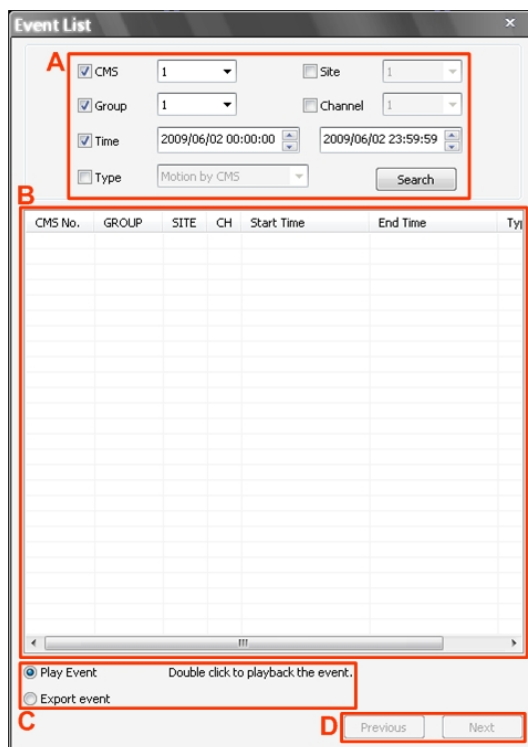 Event List
A
CMS 1 Site 1
Group 1 Channel 1
Time 2009/06/02 00:00:00 2009/06/02 23:59:59
Type Motion by CMS Search
B
CMS No. GROUP SITE CH Start Time End Time Typ
Play Event Double click to playback the event.
Export event
C D Previous Next